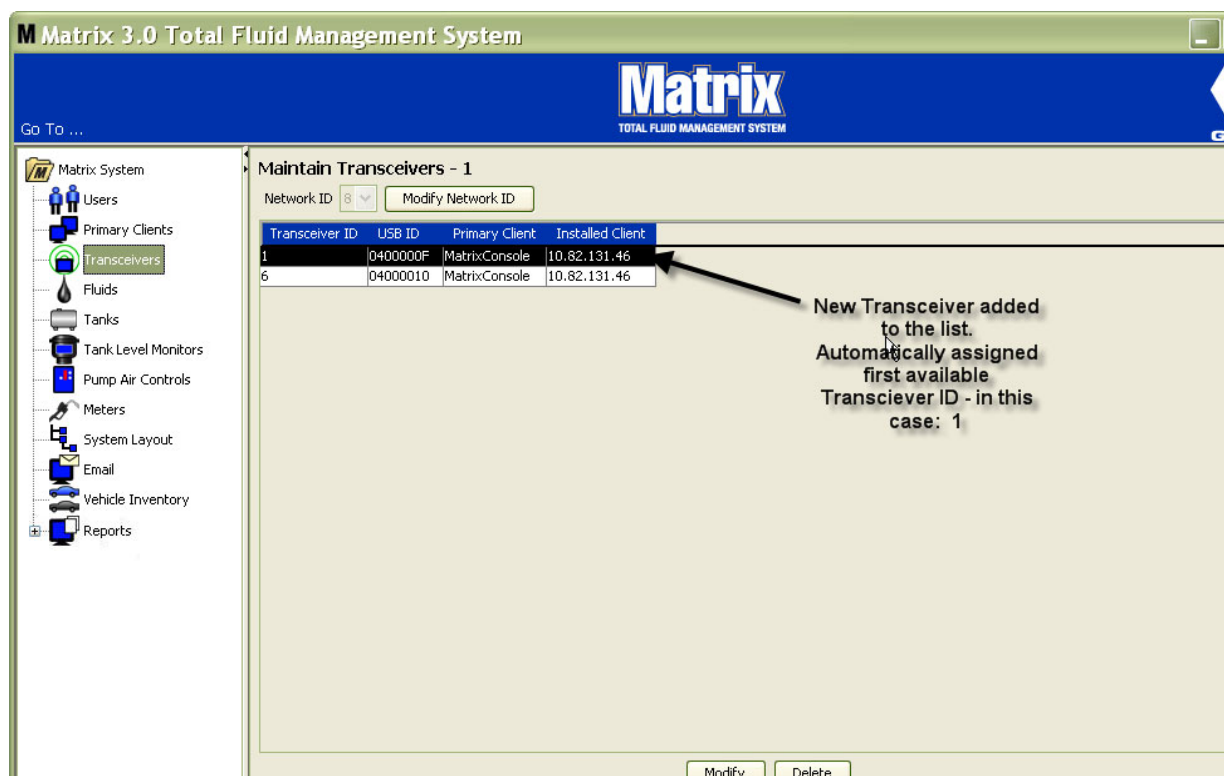 M Matrix 3.0 Total Fluid Management System
Matrix
TOTAL FLUID MANAGEMENT SYSTEM
Go To ...
G
Matrix System
Users
Primary Clients
Transceivers
Fluids
Tanks
Tank Level Monitors
Pump Air Controls
Meters
System Layout
Email
Vehicle Inventory
Reports
Maintain Transceivers - 1
Network ID 8 Modify Network ID
Transceiver ID USB ID Primary Client Installed Client
1 0400000F MatrixConsole 10.82.131.46
6 04000010 MatrixConsole 10.82.131.46
New Transceiver added
to the list.
Automatically assigned
first available
Transciever ID - in this
case: 1
Modify Delete